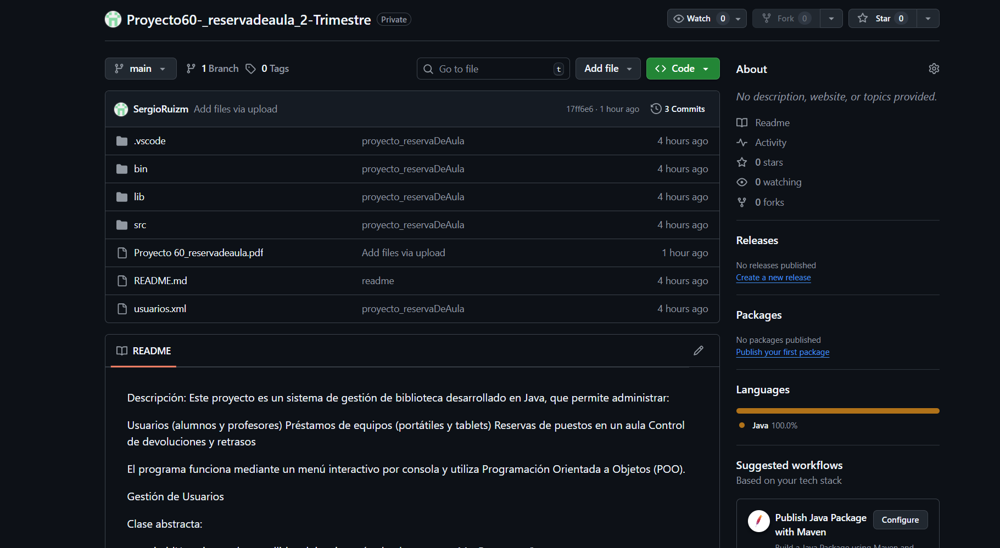 Proyecto60-_reservadeaula_2-Trimestre Private
Watch 0
Fork 0
Star 0
main
1 Branch
0 Tags
Go to file t
Add file
Code
SergioRuizm Add files via upload 17ff6e6 · 1 hour ago 3 Commits
.vscode proyecto_reservaDeAula 4 hours ago
bin proyecto_reservaDeAula 4 hours ago
lib proyecto_reservaDeAula 4 hours ago
src proyecto_reservaDeAula 4 hours ago
Proyecto 60_reservadeaula.pdf Add files via upload 1 hour ago
README.md readme 4 hours ago
usuarios.xml proyecto_reservaDeAula 4 hours ago
README
Descripción: Este proyecto es un sistema de gestión de biblioteca desarrollado en Java, que permite administrar:
Usuarios (alumnos y profesores) Préstamos de equipos (portátiles y tablets) Reservas de puestos en un aula Control
de devoluciones y retrasos
El programa funciona mediante un menú interactivo por consola y utiliza Programación Orientada a Objetos (POO).
Gestión de Usuarios
Clase abstracta:
About
No description, website, or topics provided.
Readme
Activity
0 stars
0 watching
0 forks
Releases
No releases published
Create a new release
Packages
No packages published
Publish your first package
Languages
Java 100.0%
Suggested workflows
Based on your tech stack
Publish Java Package
with Maven
Configure
Build a Java Package using Maven and